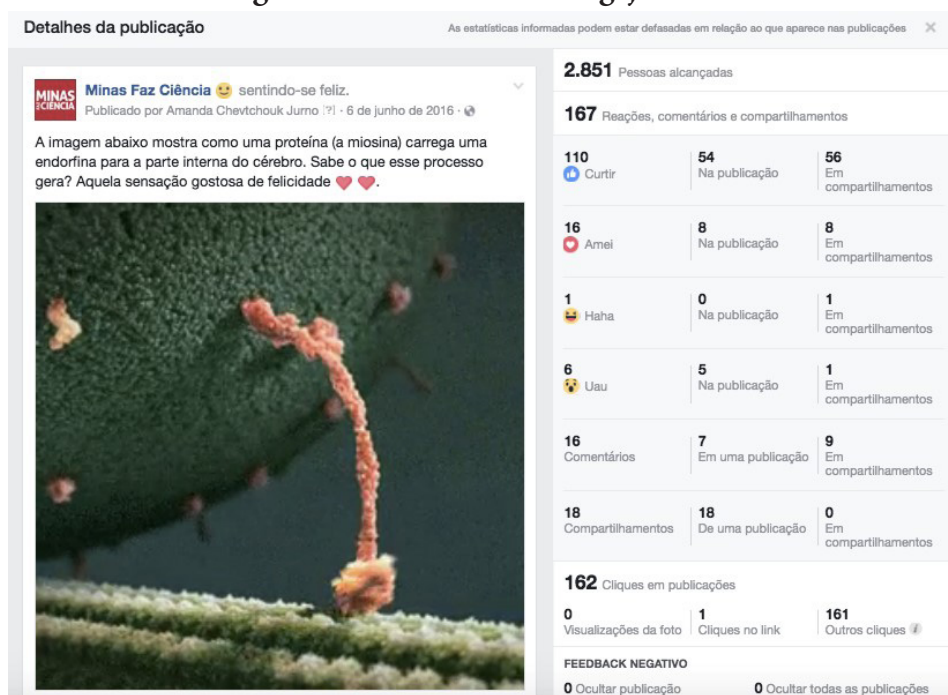 Detalhes da publicação
As estatísticas informadas podem estar defasadas em relação ao que aparece nas publicações
MINAS
FAZ CIÊNCIA
Minas Faz Ciência sentindo-se feliz.
Publicado por Amanda Chevtchouk Jurno [?] · 6 de junho de 2016 ·
A imagem abaixo mostra como uma proteína (a miosina) carrega uma
endorfina para a parte interna do cérebro. Sabe o que esse processo
gera? Aquela sensação gostosa de felicidade
2.851 Pessoas alcançadas
167 Reações, comentários e compartilhamentos
110 Curtir
54 Na publicação
56 Em compartilhamentos
16 Amei
8 Na publicação
8 Em compartilhamentos
1 Haha
0 Na publicação
1 Em compartilhamentos
6 Uau
5 Na publicação
1 Em compartilhamentos
16 Comentários
7 Em uma publicação
9 Em compartilhamentos
18 Compartilhamentos
18 De uma publicação
0 Em compartilhamentos
162 Cliques em publicações
0 Visualizações da foto
1 Cliques no link
161 Outros cliques
FEEDBACK NEGATIVO
0 Ocultar publicação
0 Ocultar todas as publicações